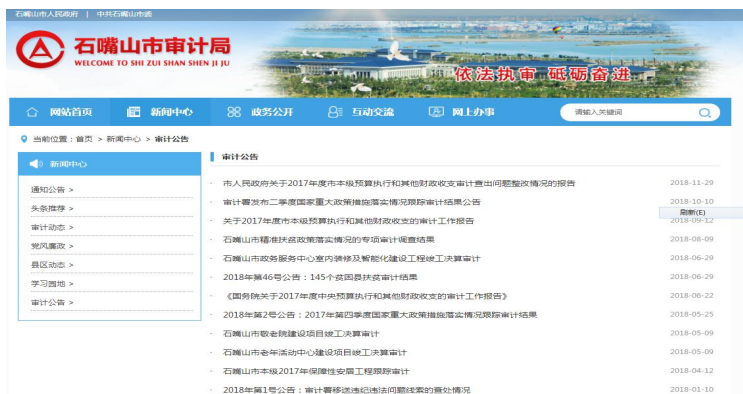 石嘴山市人民政府 | 中共石嘴山市委
石嘴山市审计局
WELCOME TO SHI ZUI SHAN SHEN JI JU
依法执审 砥砺奋进
网站首页 新闻中心 政务公开 互动交流 网上办事 请输入关键词
当前位置：首页 > 新闻中心 > 审计公告
新闻中心
通知公告 >
头条推荐 >
审计动态 >
党风廉政 >
县区动态 >
学习园地 >
审计公告 >
审计公告
· 市人民政府关于2017年度市本级预算执行和其他财政收支审计查出问题整改情况的报告 2018-11-29
· 审计署发布二季度国家重大政策措施落实情况跟踪审计结果公告 2018-10-10
刷新(E)
· 关于2017年度市本级预算执行和其他财政收支的审计工作报告 2018-09-12
· 石嘴山市精准扶贫政策落实情况的专项审计调查结果 2018-08-09
· 石嘴山市政务服务中心室内装修及智能化建设工程竣工决算审计 2018-06-29
· 2018年第46号公告：145个贫困县扶贫审计结果 2018-06-29
· 《国务院关于2017年度中央预算执行和其他财政收支的审计工作报告》 2018-06-22
· 2018年第2号公告：2017年第四季度国家重大政策措施落实情况跟踪审计结果 2018-05-25
· 石嘴山市敬老院建设项目竣工决算审计 2018-05-09
· 石嘴山市老年活动中心建设项目竣工决算审计 2018-05-09
· 石嘴山市本级2017年保障性安居工程跟踪审计 2018-04-12
· 2018年第1号公告：审计署移送违纪违法问题线索的查处情况 2018-01-10